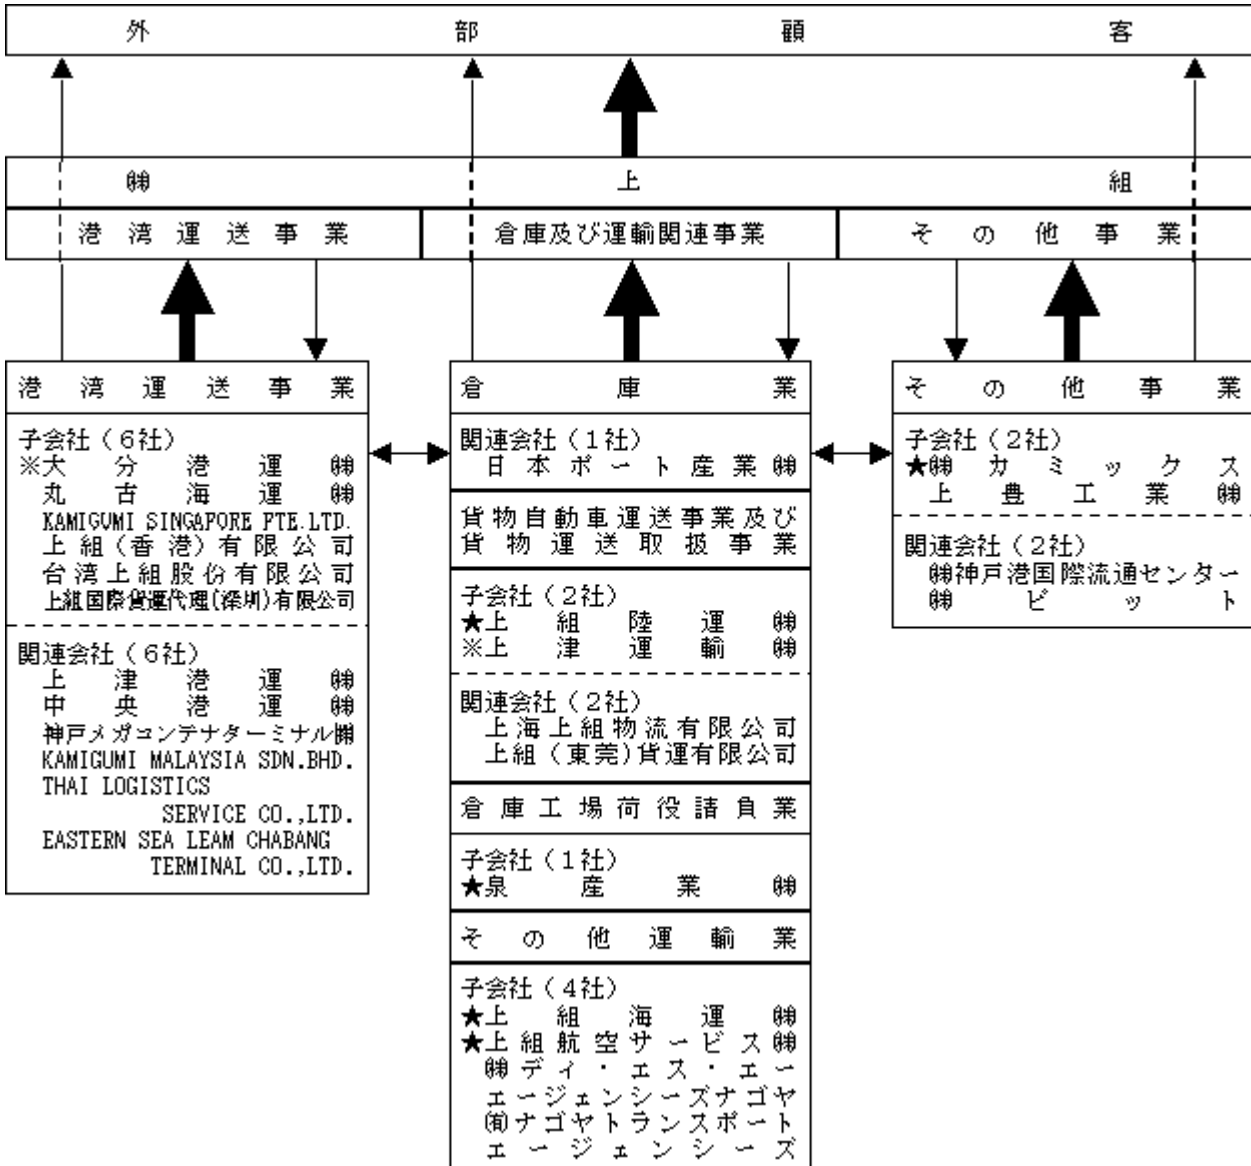 外部顧客
㈱上組
港湾運送事業
倉庫及び運輸関連事業
その他事業
港湾運送事業
子会社（6社）
※大分港運㈱
丸古海運㈱
KAMIGUMI SINGAPORE PTE.LTD.
上組（香港）有限公司
台湾上組股份有限公司
上組国際貨運代理(深圳)有限公司
関連会社（6社）
上津港運㈱
中央港運㈱
神戸メガコンテナターミナル㈱
KAMIGUMI MALAYSIA SDN.BHD.
THAI LOGISTICS
SERVICE CO.,LTD.
EASTERN SEA LEAM CHABANG
TERMINAL CO.,LTD.
倉庫業
関連会社（1社）
日本ポート産業㈱
貨物自動車運送事業及び
貨物運送取扱事業
子会社（2社）
★上組陸運㈱
※上津運輸㈱
関連会社（2社）
上海上組物流有限公司
上組（東莞)貨運有限公司
倉庫工場荷役請負業
子会社（1社）
★泉産業㈱
その他運輸業
子会社（4社）
★上組海運㈱
★上組航空サービス㈱
㈱ディ・エス・エー
エージェンシーズナゴヤ
㈲ナゴヤトランスポート
エージェンシーズ
その他事業
子会社（2社）
★㈱カミックス
上豊工業㈱
関連会社（2社）
㈱神戸港国際流通センター
㈱ピット